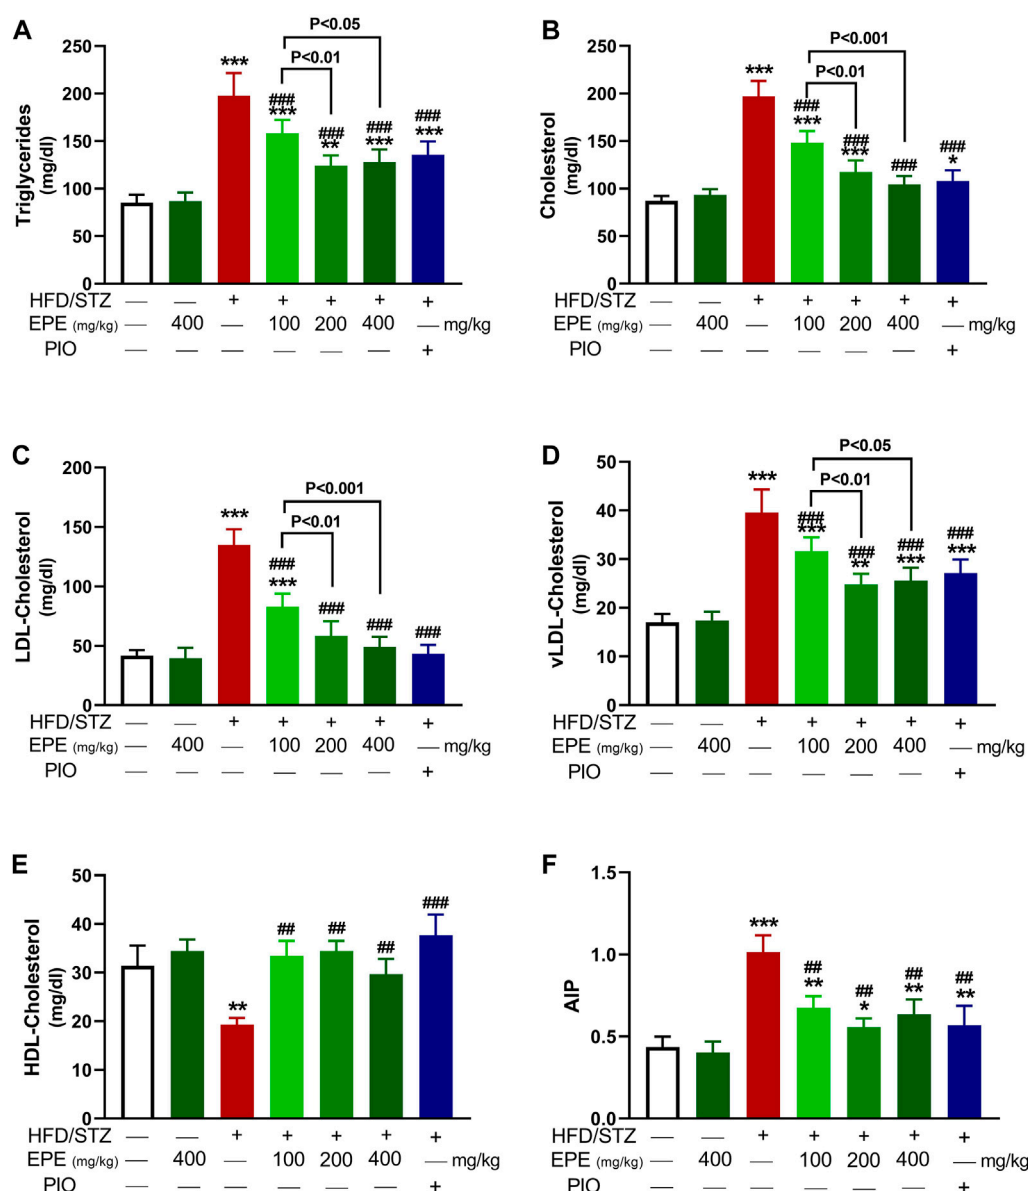 A
Triglycerides
(mg/dl)
250
200
150
100
50
0
P<0.05
P<0.01
***
###
***
###
**
###
***
###
***
HFD/STZ — — + + + + +
EPE (mg/kg) — 400 — 100 200 400 — mg/kg
PIO — — — — — — +
B
Cholesterol
(mg/dl)
250
200
150
100
50
0
P<0.001
P<0.01
***
###
***
###
***
###
###
*
HFD/STZ — — + + + + +
EPE (mg/kg) — 400 — 100 200 400 — mg/kg
PIO — — — — — — +
C
LDL-Cholesterol
(mg/dl)
200
150
100
50
0
P<0.001
P<0.01
***
###
***
###
###
###
HFD/STZ — — + + + + +
EPE (mg/kg) — 400 — 100 200 400 — mg/kg
PIO — — — — — — +
D
vLDL-Cholesterol
(mg/dl)
50
40
30
20
10
0
P<0.05
P<0.01
***
###
***
###
**
###
***
###
***
HFD/STZ — — + + + + +
EPE (mg/kg) — 400 — 100 200 400 — mg/kg
PIO — — — — — — +
E
HDL-Cholesterol
(mg/dl)
50
40
30
20
10
0
**
##
##
##
###
HFD/STZ — — + + + + +
EPE (mg/kg) — 400 — 100 200 400 — mg/kg
PIO — — — — — — +
F
AIP
1.5
1.0
0.5
0.0
***
##
**
##
*
##
**
##
**
HFD/STZ — — + + + + +
EPE (mg/kg) — 400 — 100 200 400 — mg/kg
PIO — — — — — — +